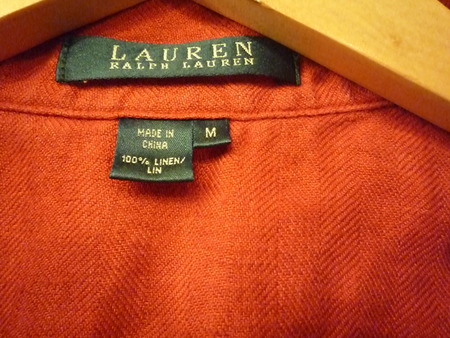 LAUREN
RALPH LAUREN
MADE IN
CHINA
M
100% LINEN/
LIN